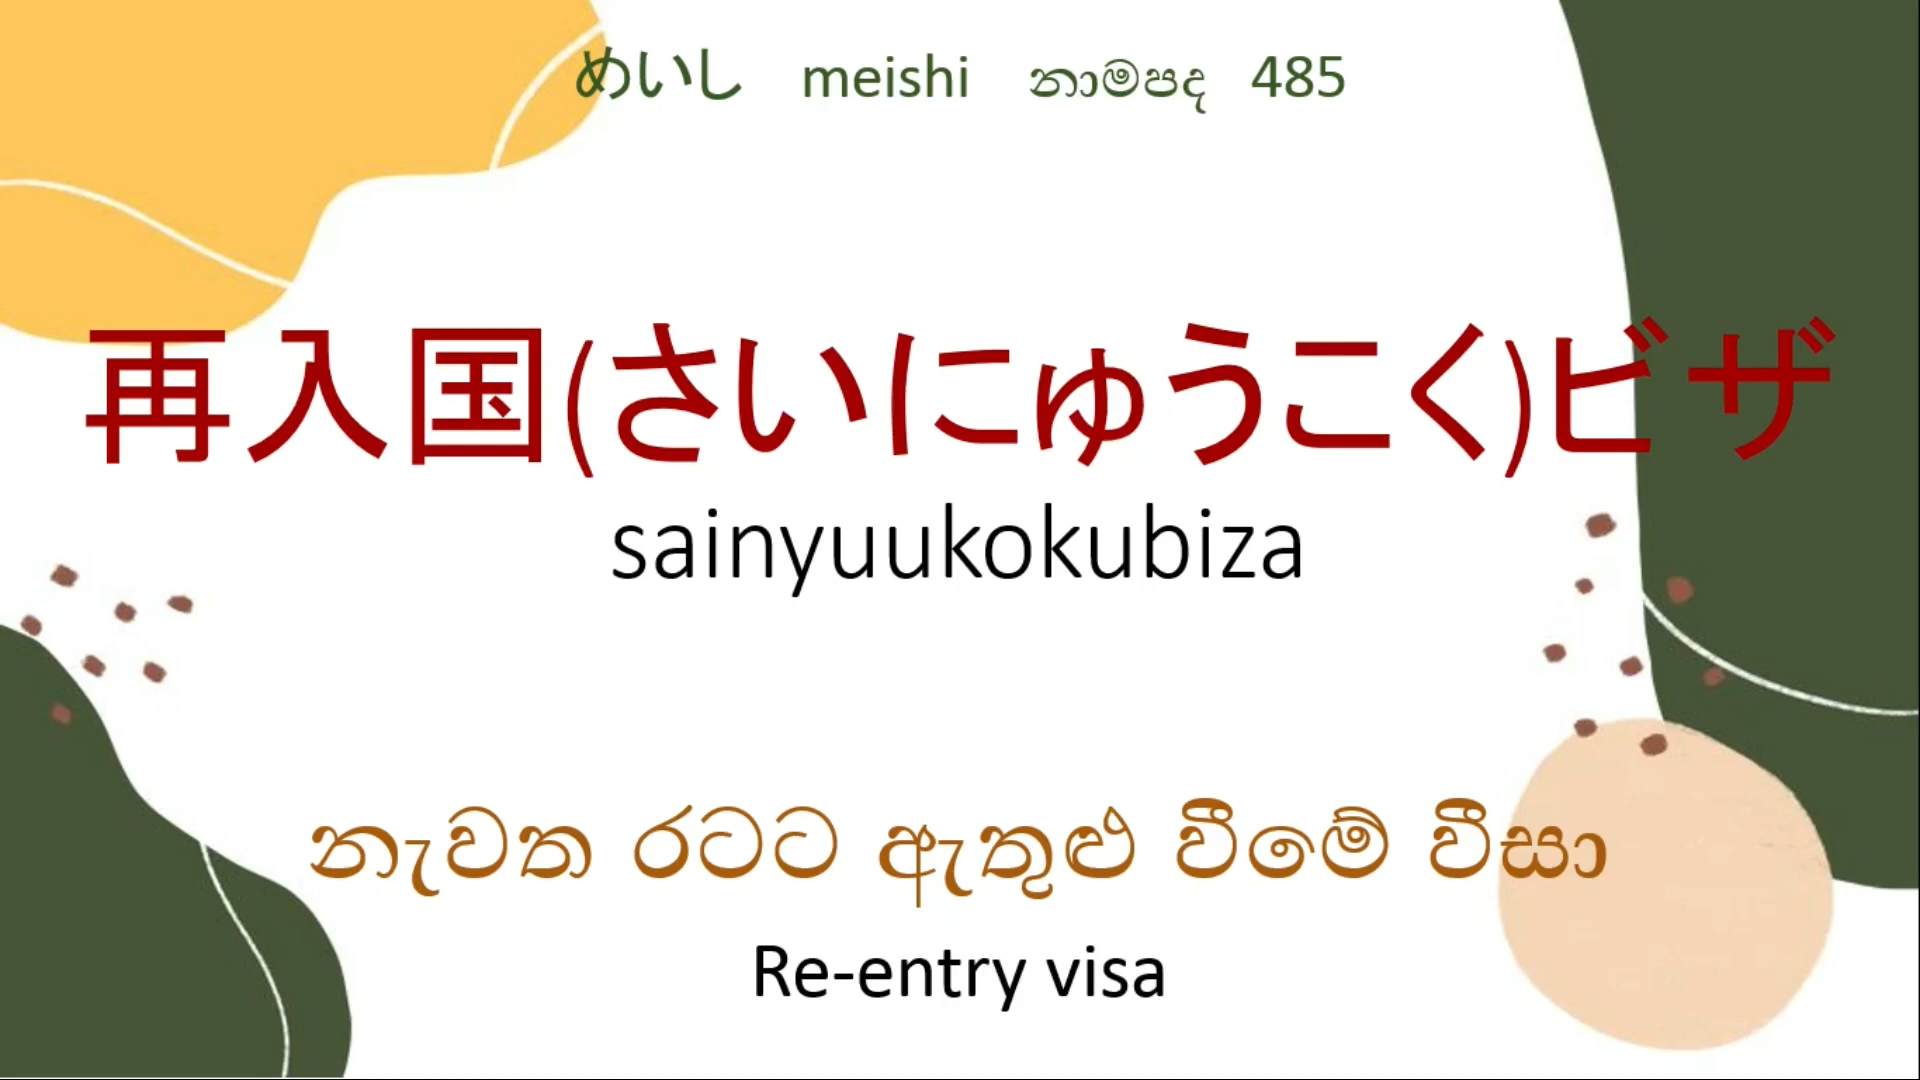 めいし meishi නාමපද 485
再入国(さいにゅうこく)ビザ
sainyuukokubiza
නැවත රටට ඇතුළු වීමේ වීසා
Re-entry visa